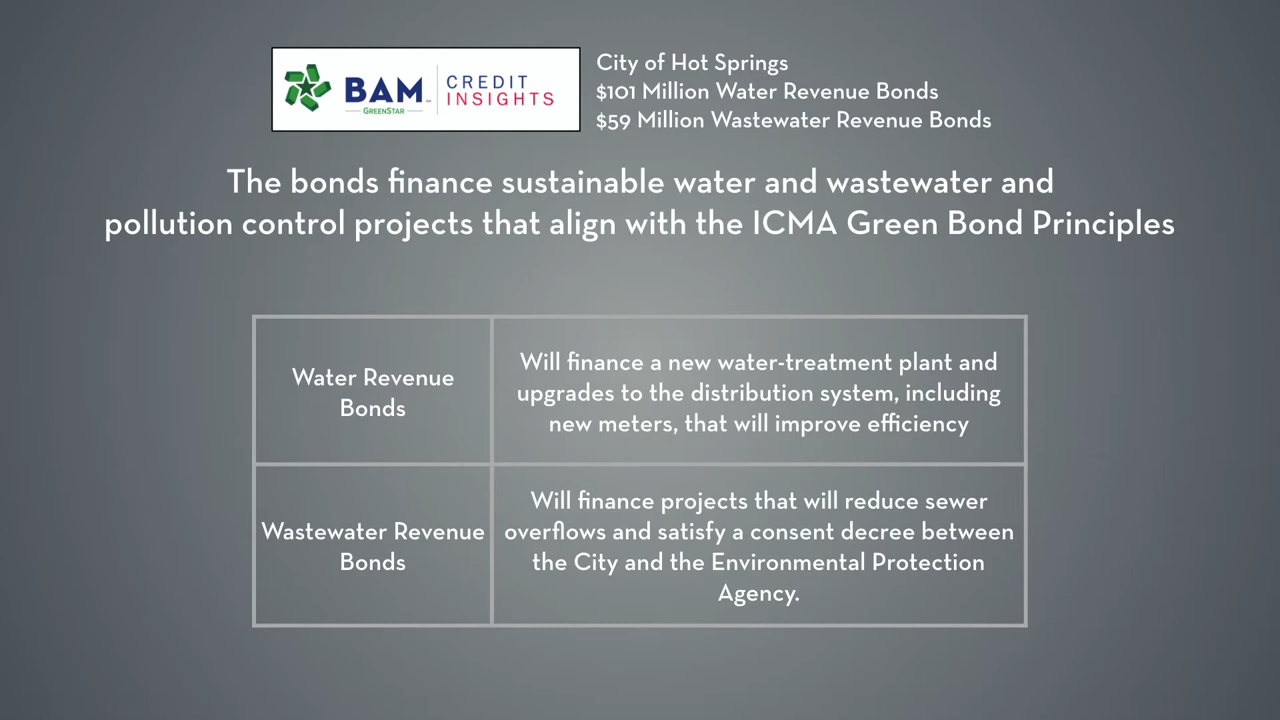 BAM
GREENSTAR
CREDIT
INSIGHTS
City of Hot Springs
$101 Million Water Revenue Bonds
$59 Million Wastewater Revenue Bonds
The bonds finance sustainable water and wastewater and
pollution control projects that align with the ICMA Green Bond Principles
Water Revenue
Bonds
Will finance a new water-treatment plant and
upgrades to the distribution system, including
new meters, that will improve efficiency
Wastewater Revenue
Bonds
Will finance projects that will reduce sewer
overflows and satisfy a consent decree between
the City and the Environmental Protection
Agency.